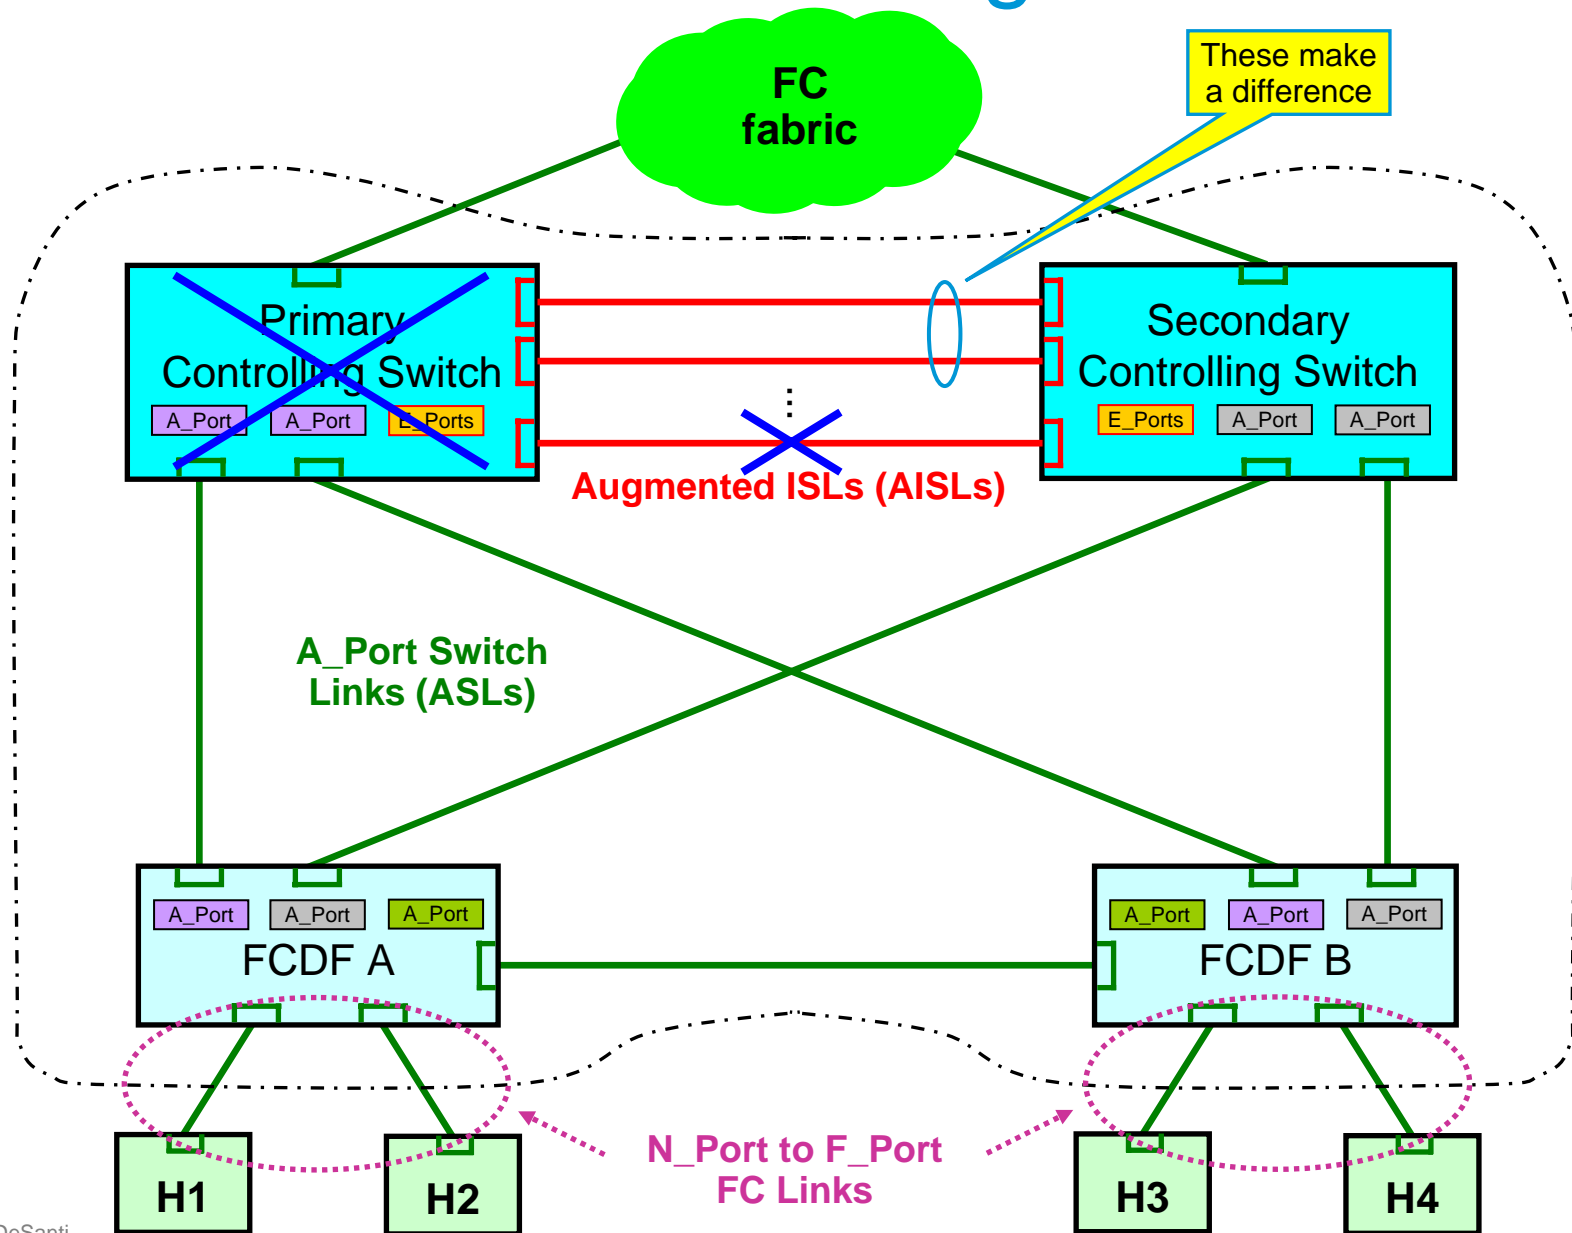 FC
fabric
These make
a difference
Primary
Controlling Switch
A_Port
A_Port
E_Ports
Secondary
Controlling Switch
E_Ports
A_Port
A_Port
Augmented ISLs (AISLs)
A_Port Switch
Links (ASLs)
A_Port
A_Port
A_Port
FCDF A
A_Port
A_Port
A_Port
FCDF B
N_Port to F_Port
FC Links
H1
H2
H3
H4